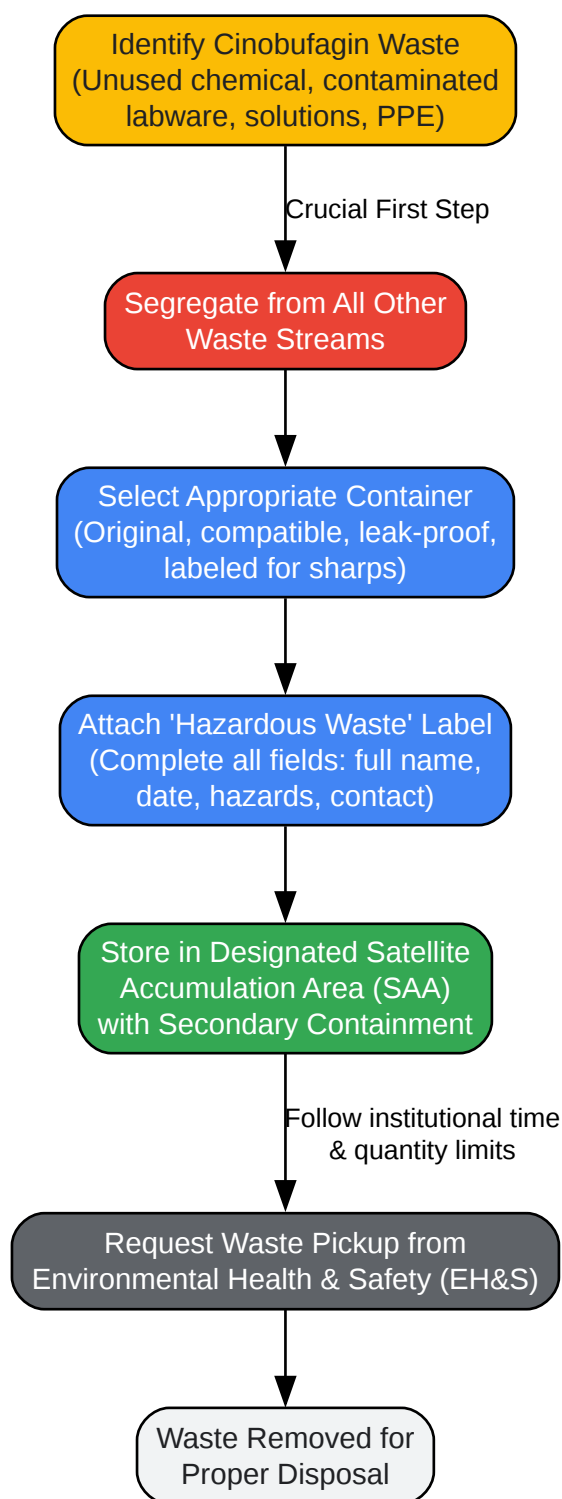 Identify Cinobufagin Waste
(Unused chemical, contaminated
labware, solutions, PPE)
Crucial First Step
Segregate from All Other
Waste Streams
Select Appropriate Container
(Original, compatible, leak-proof,
labeled for sharps)
Attach 'Hazardous Waste' Label
(Complete all fields: full name,
date, hazards, contact)
Store in Designated Satellite
Accumulation Area (SAA)
with Secondary Containment
Follow institutional time
& quantity limits
Request Waste Pickup from
Environmental Health & Safety (EH&S)
Waste Removed for
Proper Disposal